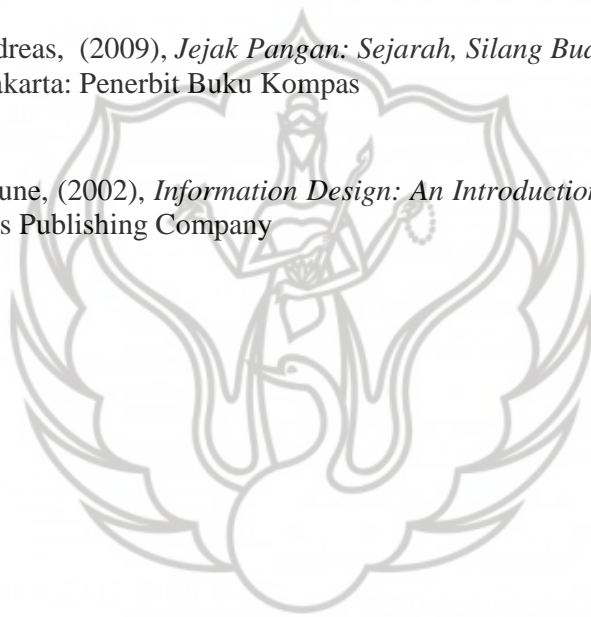 dreas, (2009), Jejak Pangan: Sejarah, Silang Bud
akarta: Penerbit Buku Kompas
une, (2002), Information Design: An Introduction
s Publishing Company